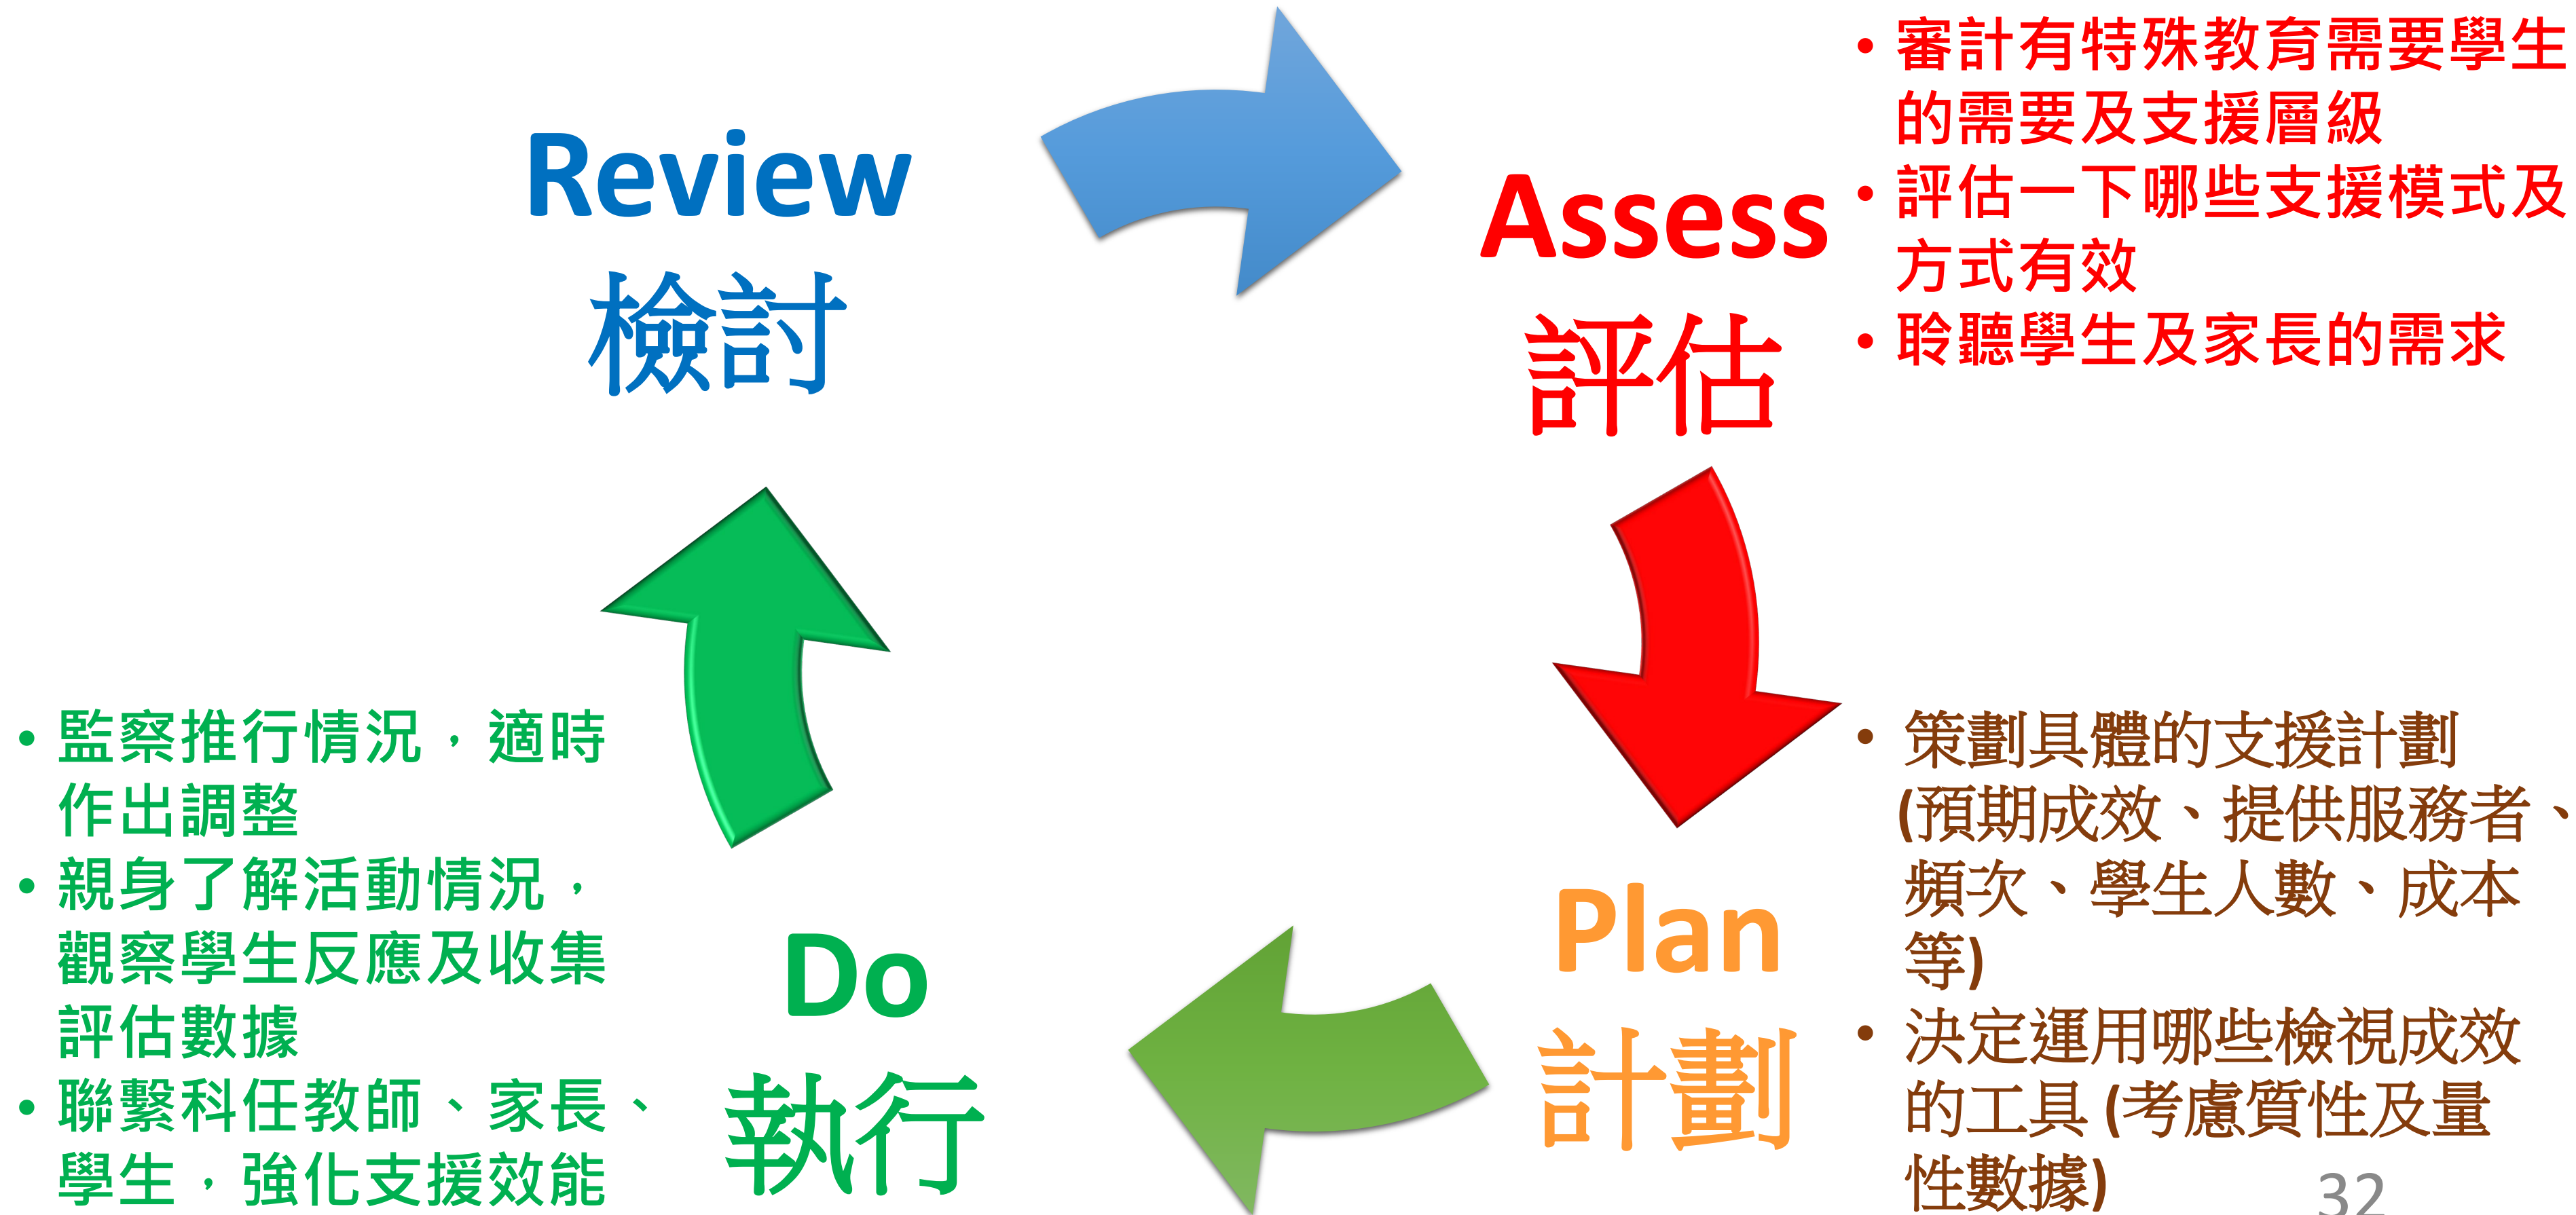 Review
檢討
Assess
評估
• 審計有特殊教育需要學生
的需要及支援層級
• 評估一下哪些支援模式及
方式有效
• 聆聽學生及家長的需求
Plan
計劃
• 策劃具體的支援計劃
(預期成效、提供服務者、
頻次、學生人數、成本
等)
• 決定運用哪些檢視成效
的工具 (考慮質性及量
性數據)
Do
執行
• 監察推行情況，適時
作出調整
• 親身了解活動情況，
觀察學生反應及收集
評估數據
• 聯繫科任教師、家長、
學生，強化支援效能
32